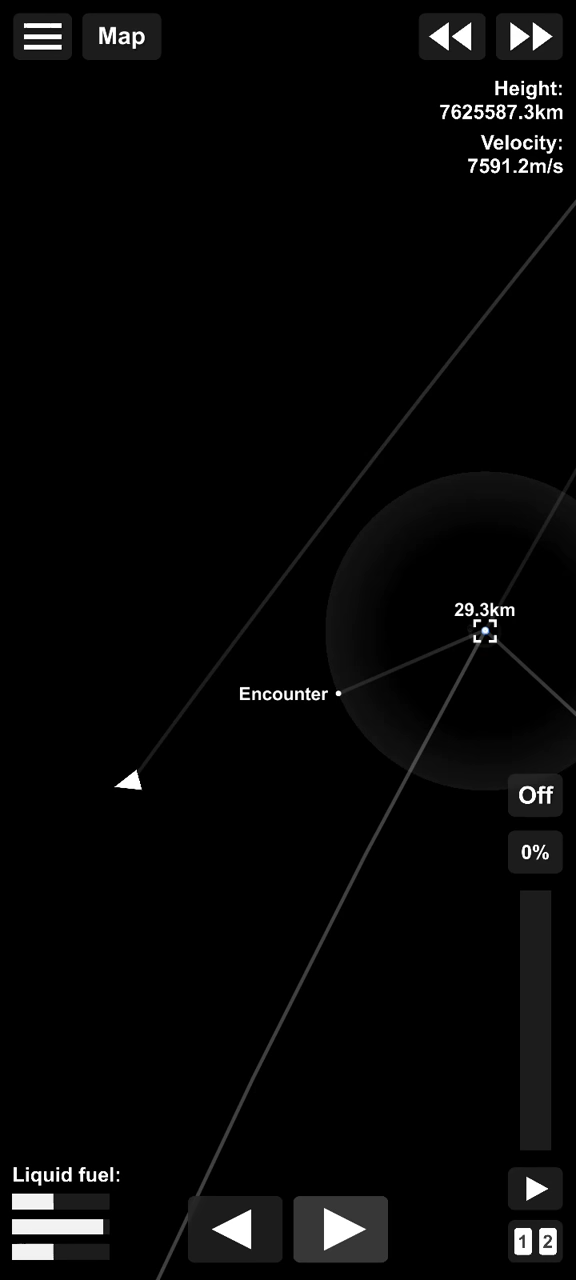 Map
Height:
7625587.3km
Velocity:
7591.2m/s
29.3km
Encounter
Off
0%
Liquid fuel:
1 2